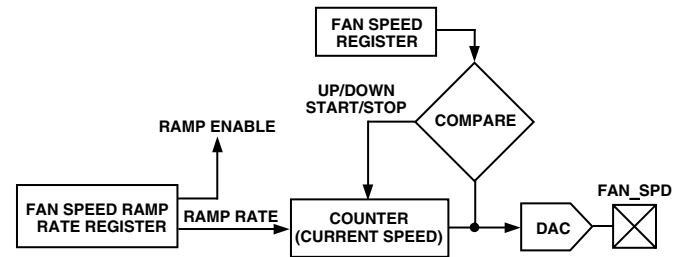 FAN SPEED
REGISTER
UP/DOWN
START/STOP
COMPARE
RAMP ENABLE
FAN SPEED RAMP
RATE REGISTER
RAMP RATE
COUNTER
(CURRENT SPEED)
DAC
FAN_SPD